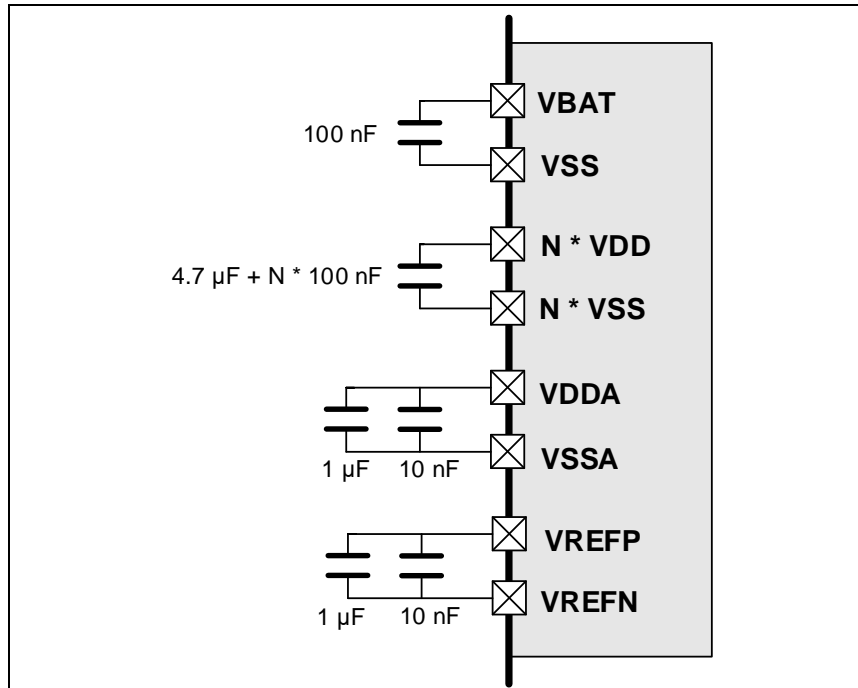 VBAT
100 nF
VSS
N * VDD
4.7 µF + N * 100 nF
N * VSS
VDDA
1 µF 10 nF
VSSA
VREFP
1 µF 10 nF
VREFN